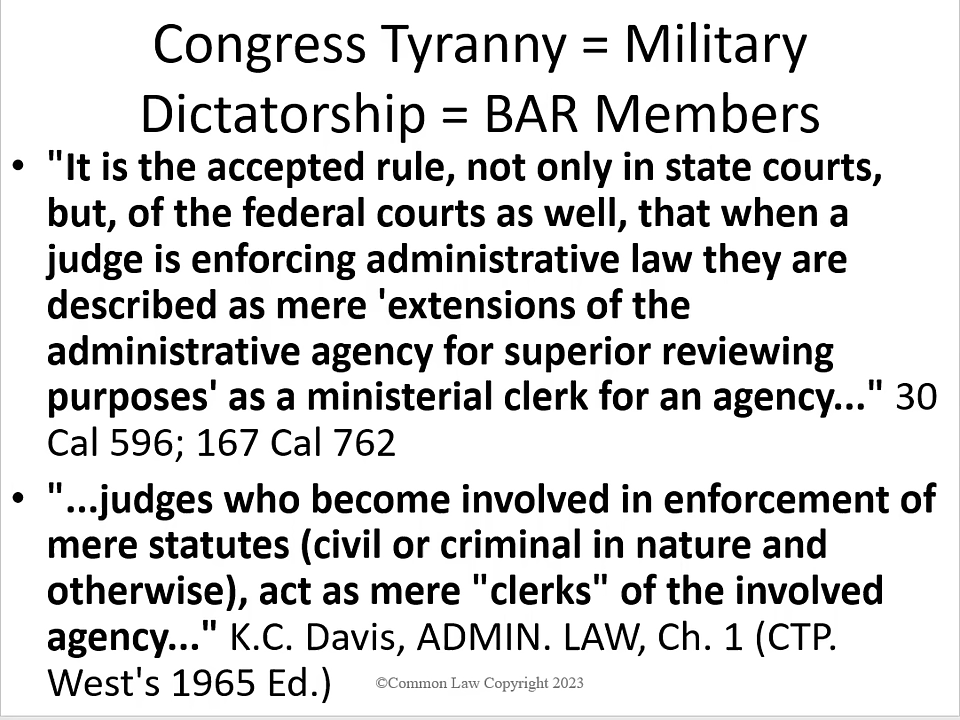 Congress Tyranny = Military
Dictatorship = BAR Members
• "It is the accepted rule, not only in state courts,
but, of the federal courts as well, that when a
judge is enforcing administrative law they are
described as mere 'extensions of the
administrative agency for superior reviewing
purposes' as a ministerial clerk for an agency..." 30
Cal 596; 167 Cal 762
• "...judges who become involved in enforcement of
mere statutes (civil or criminal in nature and
otherwise), act as mere "clerks" of the involved
agency..." K.C. Davis, ADMIN. LAW, Ch. 1 (CTP.
West's 1965 Ed.)
©Common Law Copyright 2023